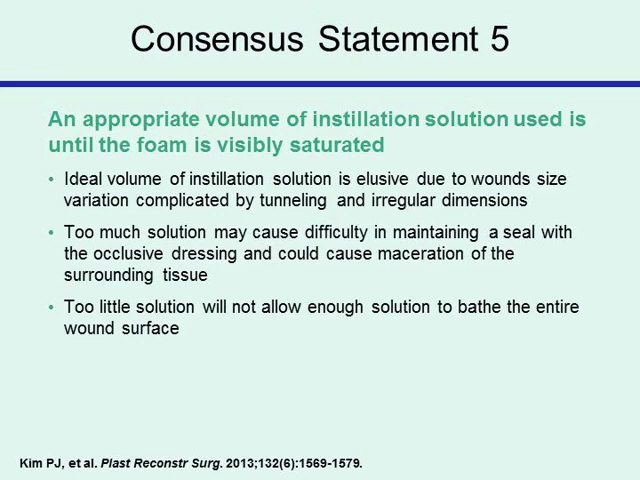 Consensus Statement 5
An appropriate volume of instillation solution used is
until the foam is visibly saturated
• Ideal volume of instillation solution is elusive due to wounds size
variation complicated by tunneling and irregular dimensions
• Too much solution may cause difficulty in maintaining a seal with
the occlusive dressing and could cause maceration of the
surrounding tissue
• Too little solution will not allow enough solution to bathe the entire
wound surface
Kim PJ, et al. Plast Reconstr Surg. 2013;132(6):1569-1579.